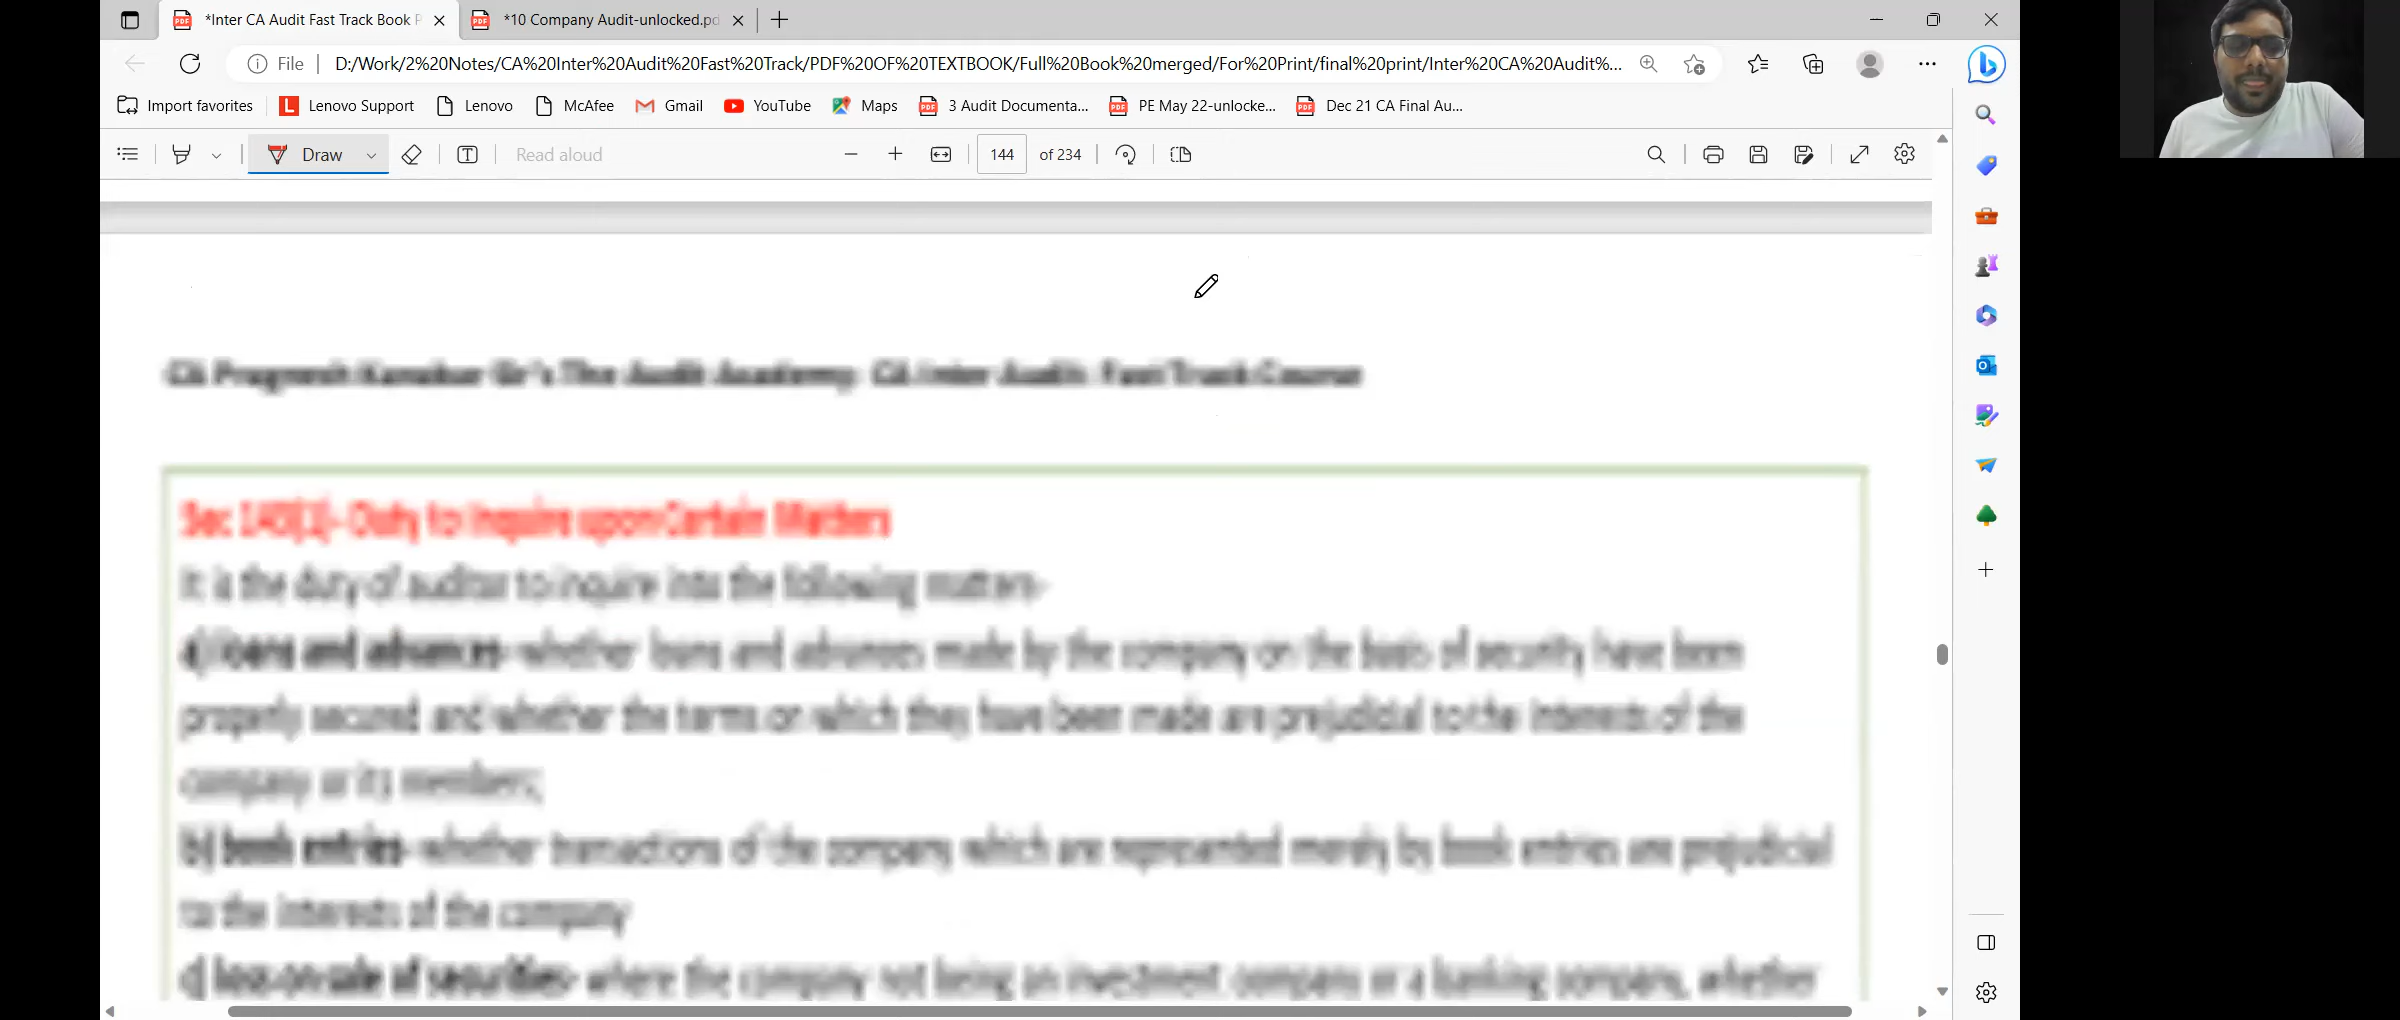 *Inter CA Audit Fast Track Book P
*10 Company Audit-unlocked.pd
File
D:/Work/2%20Notes/CA%20Inter%20Audit%20Fast%20Track/PDF%20OF%20TEXTBOOK/Full%20Book%20merged/For%20Print/final%20print/Inter%20CA%20Audit%...
Import favorites
Lenovo Support
Lenovo
McAfee
Gmail
YouTube
Maps
3 Audit Documenta...
PE May 22-unlocke...
Dec 21 CA Final Au...
Draw
Read aloud
144 of 234
CA Pragnesh Kanabar Sir's The Audit Academy- CA Inter Audit- Fast Track Course
Sec 143(1)- Duty to Inquire upon Certain Matters
It is the duty of auditor to inquire into the following matters-
a) loans and advances- whether loans and advances made by the company on the basis of security have been
properly secured and whether the terms on which they have been made are prejudicial to the interests of the
company or its members;
b) book entries- whether transactions of the company which are represented merely by book entries are prejudicial
to the interests of the company
c) loss on sale of securities- where the company not being an investment company or a banking company, whether